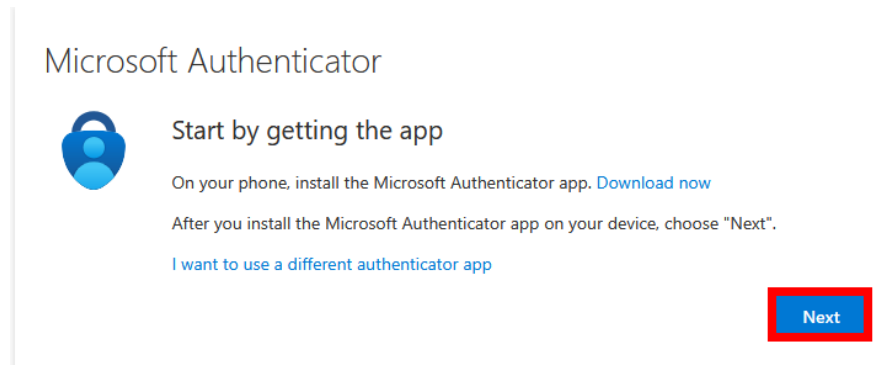 Microsoft Authenticator
Start by getting the app
On your phone, install the Microsoft Authenticator app. Download now
After you install the Microsoft Authenticator app on your device, choose "Next".
I want to use a different authenticator app
Next